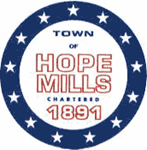 TOWN
OF
HOPE
MILLS
CHARTERED
1891